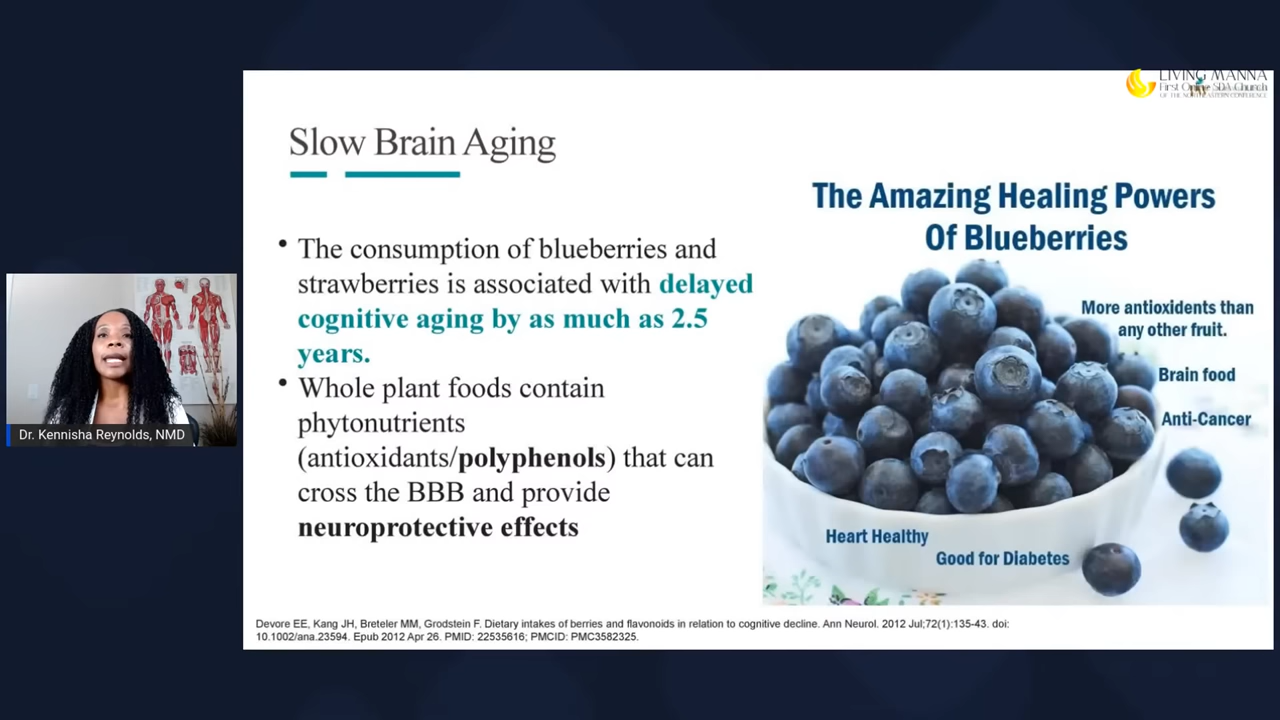 LIVING MANNA
First Online SDA Church
Slow Brain Aging
• The consumption of blueberries and
strawberries is associated with delayed
cognitive aging by as much as 2.5
years.
• Whole plant foods contain
phytonutrients
(antioxidants/polyphenols) that can
cross the BBB and provide
neuroprotective effects
The Amazing Healing Powers
Of Blueberries
More antioxidents than
any other fruit.
Brain food
Anti-Cancer
Heart Healthy
Good for Diabetes
Dr. Kennisha Reynolds, NMD
Devore EE, Kang JH, Breteler MM, Grodstein F. Dietary intakes of berries and flavonoids in relation to cognitive decline. Ann Neurol. 2012 Jul;72(1):135-43. doi:
10.1002/ana.23594. Epub 2012 Apr 26. PMID: 22535616; PMCID: PMC3582325.